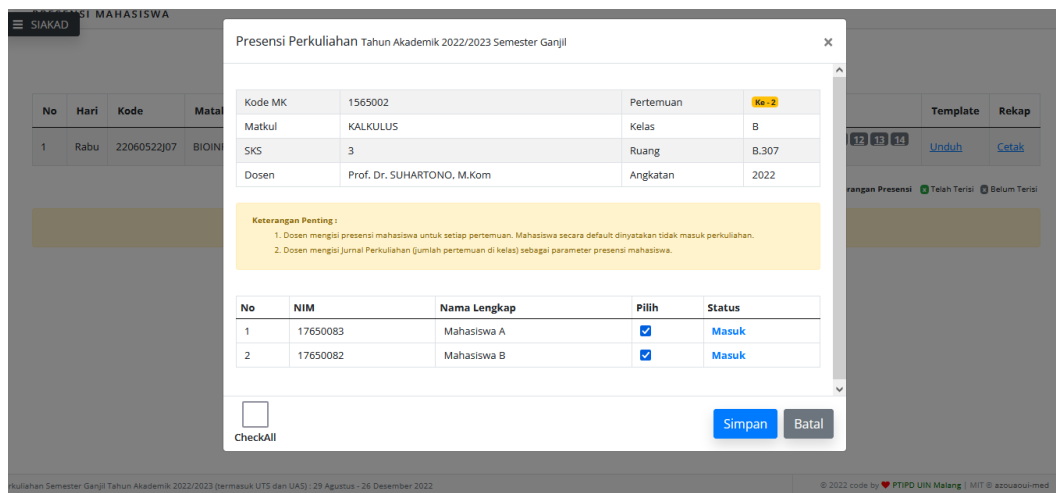 SI MAHASISWA
☰ SIAKAD
Presensi Perkuliahan Tahun Akademik 2022/2023 Semester Ganjil ×
Kode MK 1565002 Pertemuan Ke - 2
Matkul KALKULUS Kelas B
SKS 3 Ruang B.307
Dosen Prof. Dr. SUHARTONO, M.Kom Angkatan 2022
No Hari Kode Matal Template Rekap
1 Rabu 22060522J07 BIOIN 12 13 14 Unduh Cetak
rangan Presensi x Telah Terisi x Belum Terisi
Keterangan Penting :
1. Dosen mengisi presensi mahasiswa untuk setiap pertemuan. Mahasiswa secara default dinyatakan tidak masuk perkuliahan.
2. Dosen mengisi Jurnal Perkuliahan (jumlah pertemuan di kelas) sebagai parameter presensi mahasiswa.
No NIM Nama Lengkap Pilih Status
1 17650083 Mahasiswa A Masuk
2 17650082 Mahasiswa B Masuk
CheckAll
Simpan Batal
rkuliahan Semester Ganjil Tahun Akademik 2022/2023 (termasuk UTS dan UAS) : 29 Agustus - 26 Desember 2022
© 2022 code by ❤ PTIPD UIN Malang | MIT © azouaoui-med